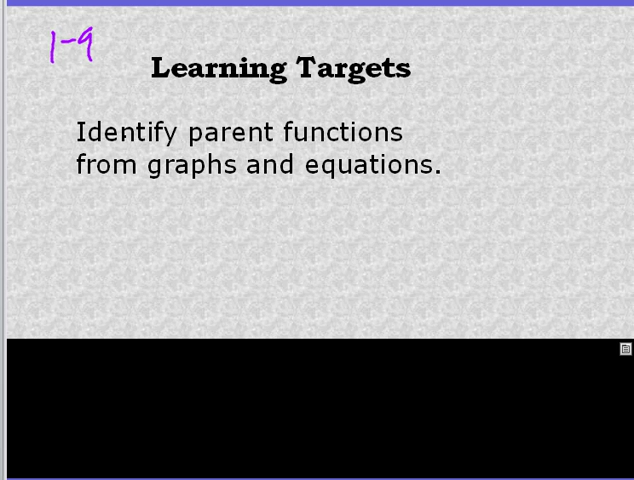 1-9
Learning Targets
Identify parent functions
from graphs and equations.